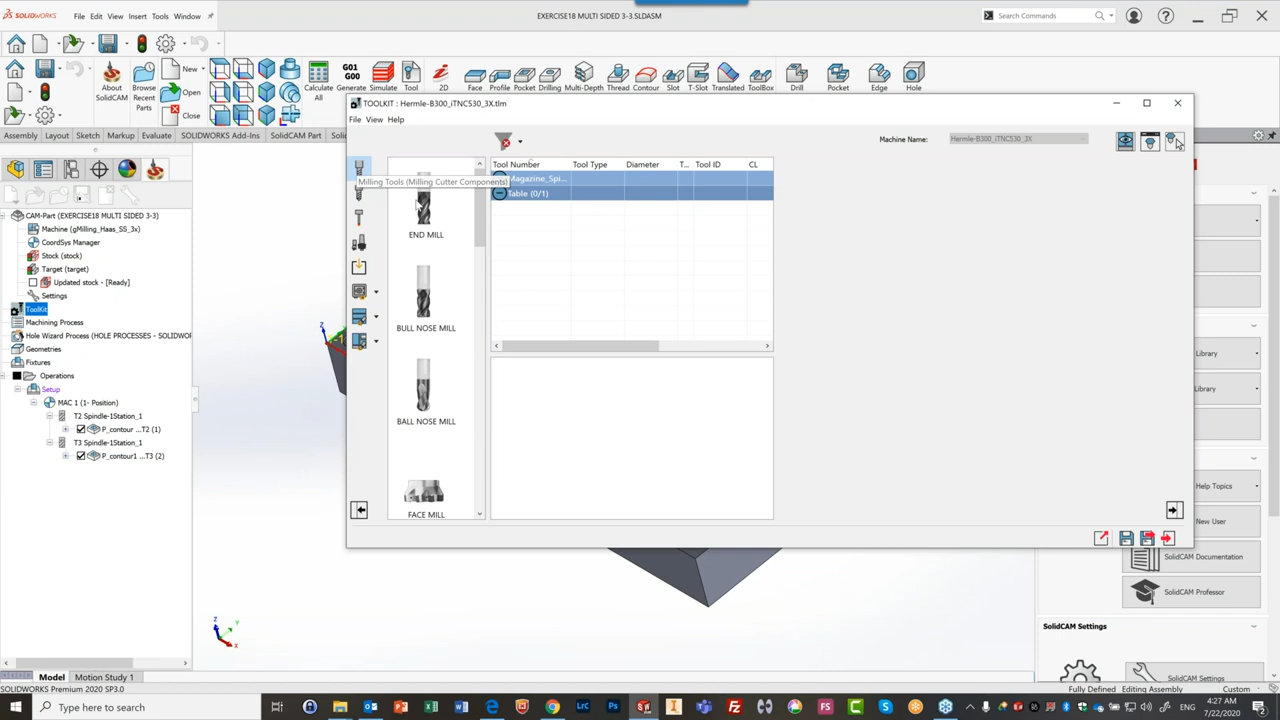 SOLIDWORKS File Edit View Insert Tools Window EXERCISE18 MULTI SIDED 3-3.SLDASM Search Commands
About SolidCAM
Browse Recent Parts
New
Open
Close
Calculate All
G01 G00
Generate
Simulate
Tool
2D
Face
Profile
Pocket
Drilling
Multi-Depth
Thread
Contour
Slot
T-Slot
Translated
ToolBox
Drill
Pocket
Edge
Hole
Assembly Layout Sketch Markup Evaluate SOLIDWORKS Add-Ins SolidCAM Part
CAM-Part (EXERCISE18 MULTI SIDED 3-3)
Machine (gMilling_Haas_SS_3x)
CoordSys Manager
Stock (stock)
Target (target)
Updated stock - [Ready]
Settings
ToolKit
Machining Process
Hole Wizard Process (HOLE PROCESSES - SOLIDWOR
Geometries
Fixtures
Operations
Setup
MAC 1 (1- Position)
T2 Spindle-1Station_1
P_contour ...T2 (1)
T3 Spindle-1Station_1
P_contour1 ...T3 (2)
TOOLKIT : Hermle-B300_iTNC530_3X.tlm
File View Help
Machine Name: Hermle-B300_iTNC530_3X
Milling Tools (Milling Cutter Components)
END MILL
BULL NOSE MILL
BALL NOSE MILL
FACE MILL
Tool Number Tool Type Diameter T... Tool ID CL
Magazine_Spi...
Table (0/1)
Z
Z
Y
X
Library
Library
Help Topics
New User
SolidCAM Documentation
SolidCAM Professor
SolidCAM Settings
SolidCAM Settings
Model Motion Study 1
SOLIDWORKS Premium 2020 SP3.0 Fully Defined Editing Assembly Custom
Type here to search
4:27 AM
7/22/2020